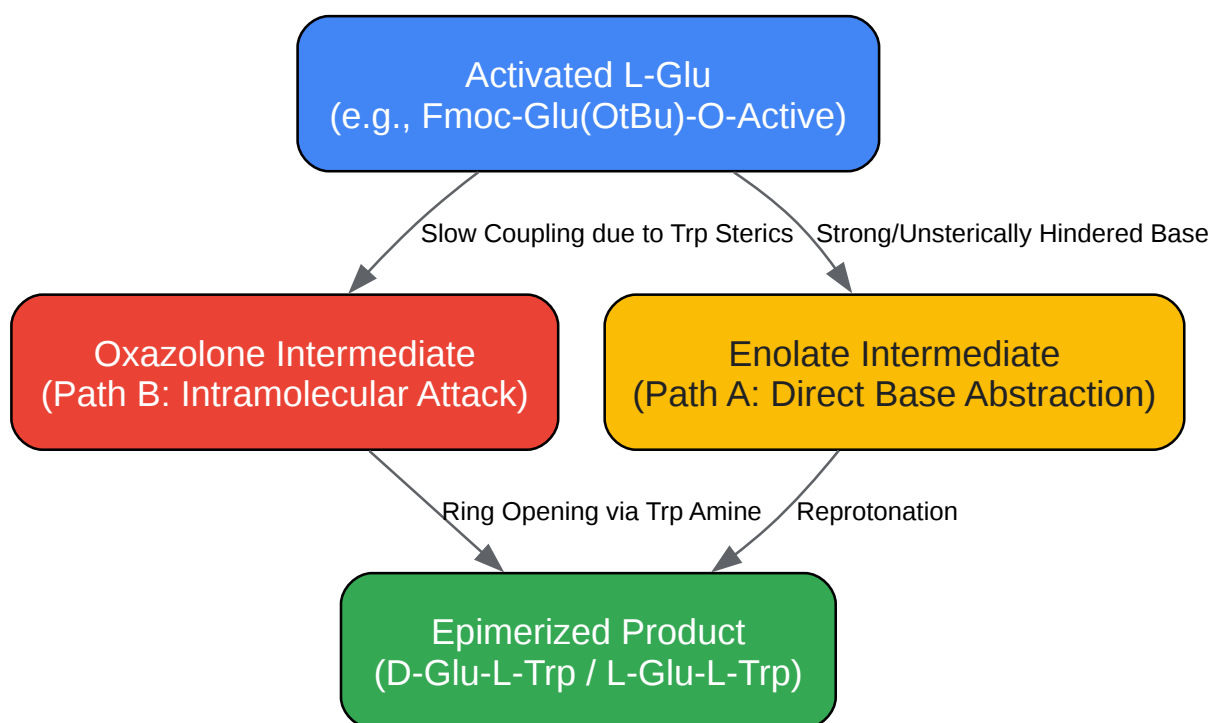 Activated L-Glu
(e.g., Fmoc-Glu(OtBu)-O-Active)
Slow Coupling due to Trp Sterics
Strong/Unsterically Hindered Base
Oxazolone Intermediate
(Path B: Intramolecular Attack)
Enolate Intermediate
(Path A: Direct Base Abstraction)
Ring Opening via Trp Amine
Reprotonation
Epimerized Product
(D-Glu-L-Trp / L-Glu-L-Trp)